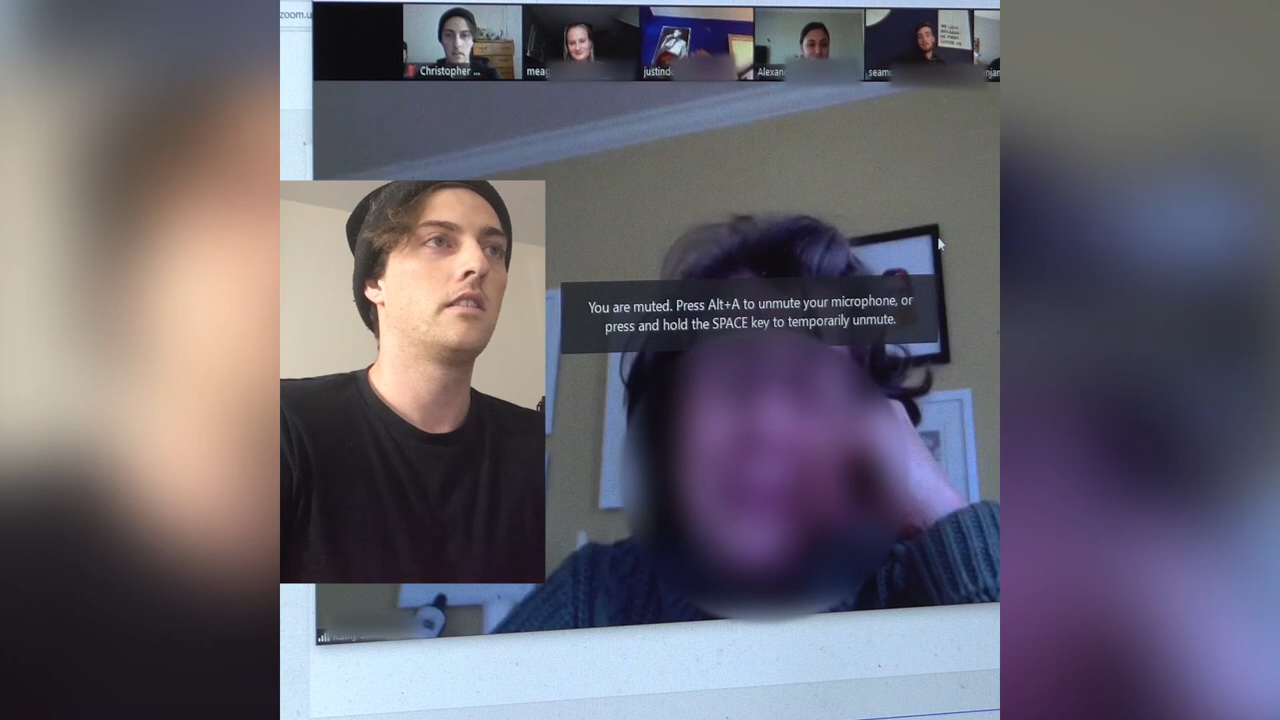 zoom.u
Christopher ...
meag
justind
Alexan
seam
njar
You are muted. Press Alt+A to unmute your microphone, or
press and hold the SPACE key to temporarily unmute.